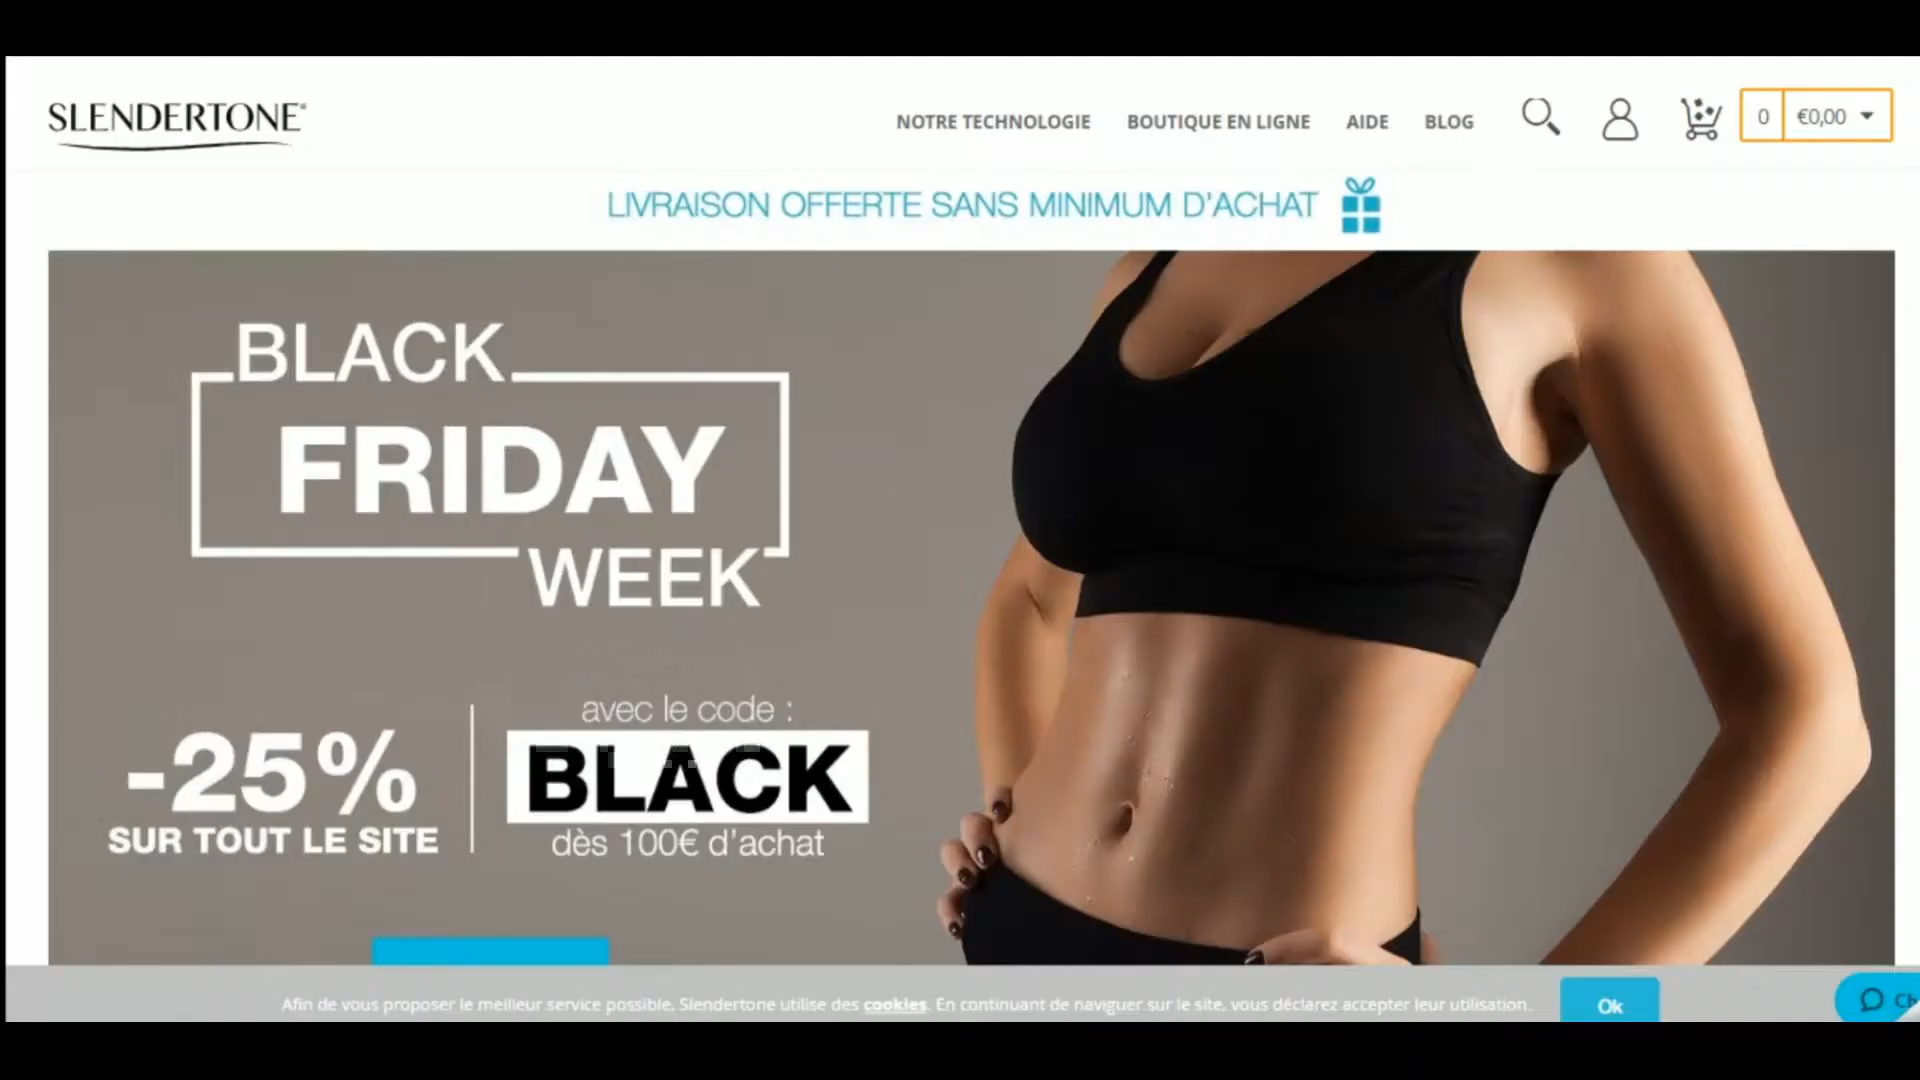 SLENDERTONE®
NOTRE TECHNOLOGIE BOUTIQUE EN LIGNE AIDE BLOG 0 €0,00
LIVRAISON OFFERTE SANS MINIMUM D'ACHAT
BLACK
FRIDAY
WEEK
-25%
SUR TOUT LE SITE
avec le code :
BLACK
dès 100€ d'achat
Afin de vous proposer le meilleur service possible, Slendertone utilise des cookies. En continuant de naviguer sur le site, vous déclarez accepter leur utilisation. Ok